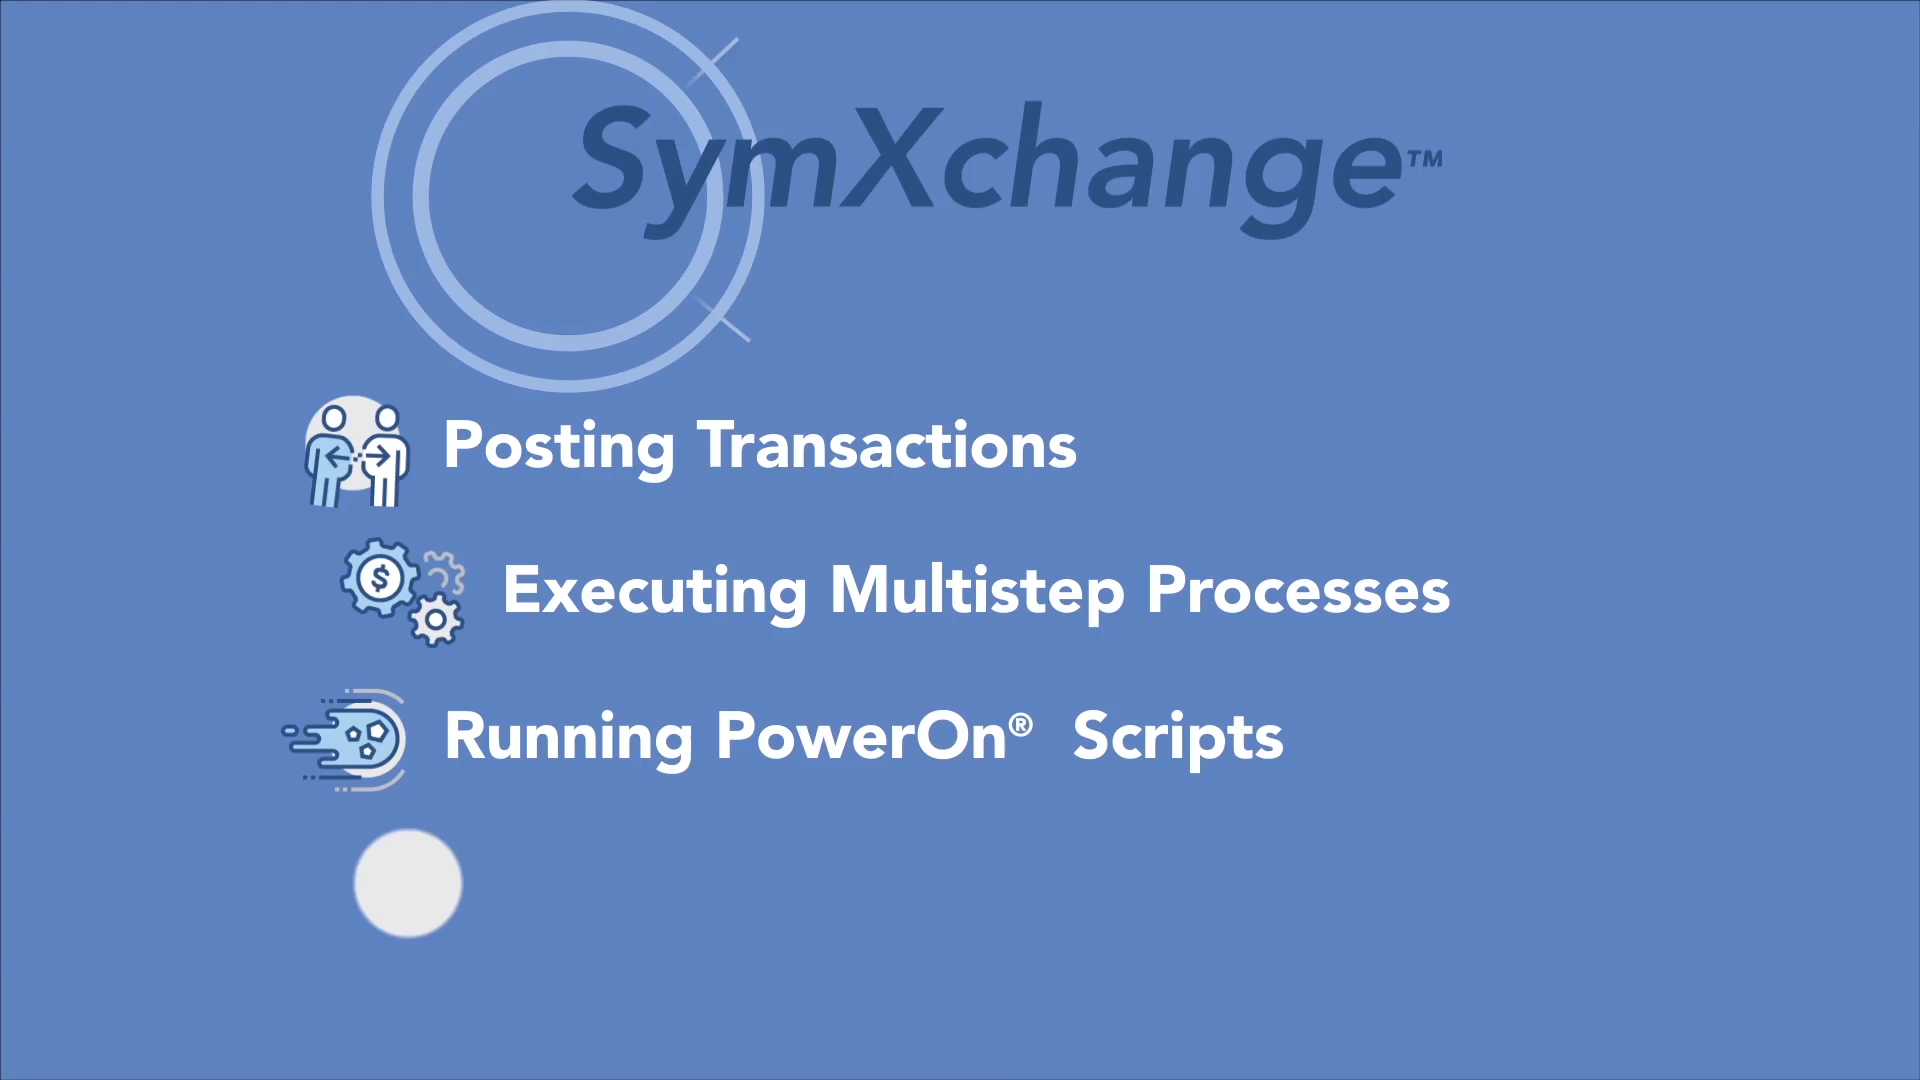 SymXchange™
Posting Transactions
$
Executing Multistep Processes
Running PowerOn® Scripts